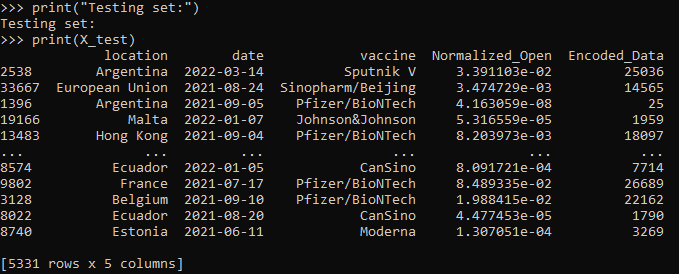 >>> print("Testing set:")
Testing set:
>>> print(X_test)
location date vaccine Normalized_Open Encoded_Data
2538 Argentina 2022-03-14 Sputnik V 3.391103e-02 25036
33667 European Union 2021-08-24 Sinopharm/Beijing 3.474729e-03 14565
1396 Argentina 2021-09-05 Pfizer/BioNTech 4.163059e-08 25
19166 Malta 2022-01-07 Johnson&Johnson 5.316559e-05 1959
13483 Hong Kong 2021-09-04 Pfizer/BioNTech 8.203973e-03 18097
... ... ... ... ... ...
8574 Ecuador 2022-01-05 CanSino 8.091721e-04 7714
9802 France 2021-07-17 Pfizer/BioNTech 8.489335e-02 26689
3128 Belgium 2021-09-10 Pfizer/BioNTech 1.988415e-02 22162
8022 Ecuador 2021-08-20 CanSino 4.477453e-05 1790
8740 Estonia 2021-06-11 Moderna 1.307051e-04 3269
[5331 rows x 5 columns]